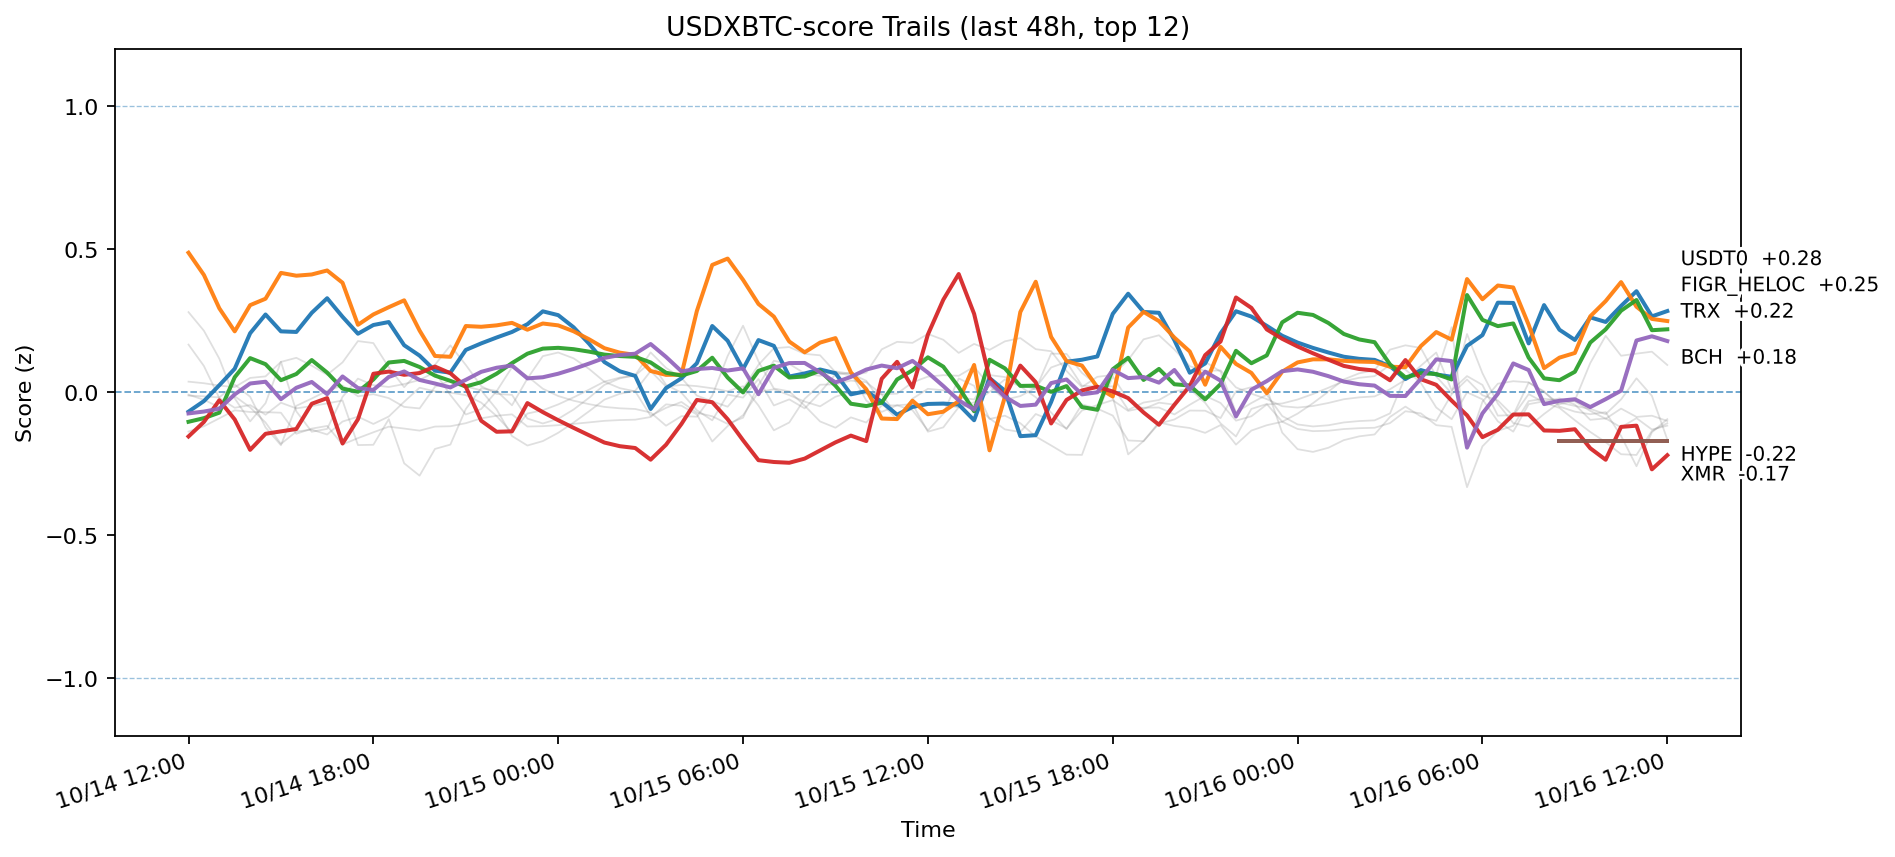 USDXBTC-score Trails (last 48h, top 12)
Score (z)
1.0
0.5
0.0
−0.5
−1.0
USDT0 +0.28
FIGR_HELOC +0.25
TRX +0.22
BCH +0.18
HYPE -0.22
XMR -0.17
10/14 12:00
10/14 18:00
10/15 00:00
10/15 06:00
10/15 12:00
10/15 18:00
10/16 00:00
10/16 06:00
10/16 12:00
Time